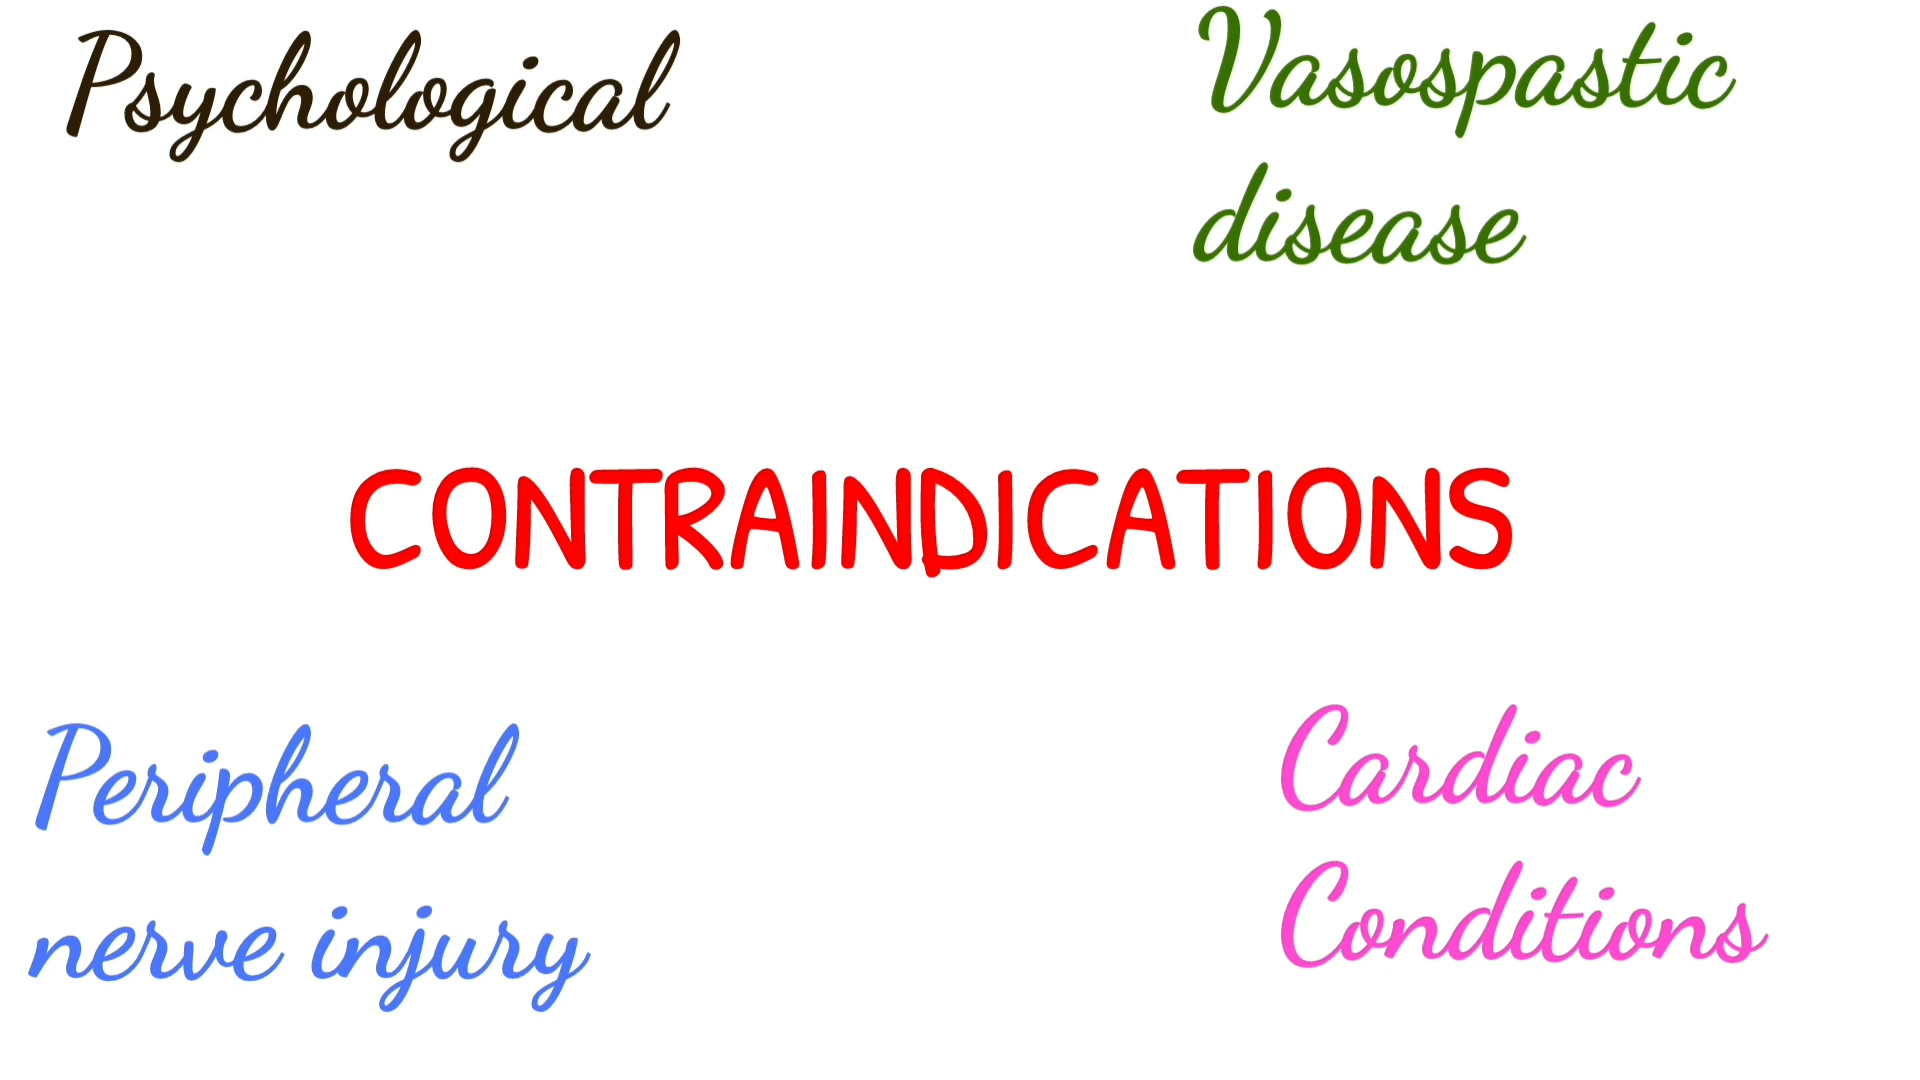 Psychological
Vasospastic
disease
CONTRAINDICATIONS
Peripheral
nerve injury
Cardiac
Conditions